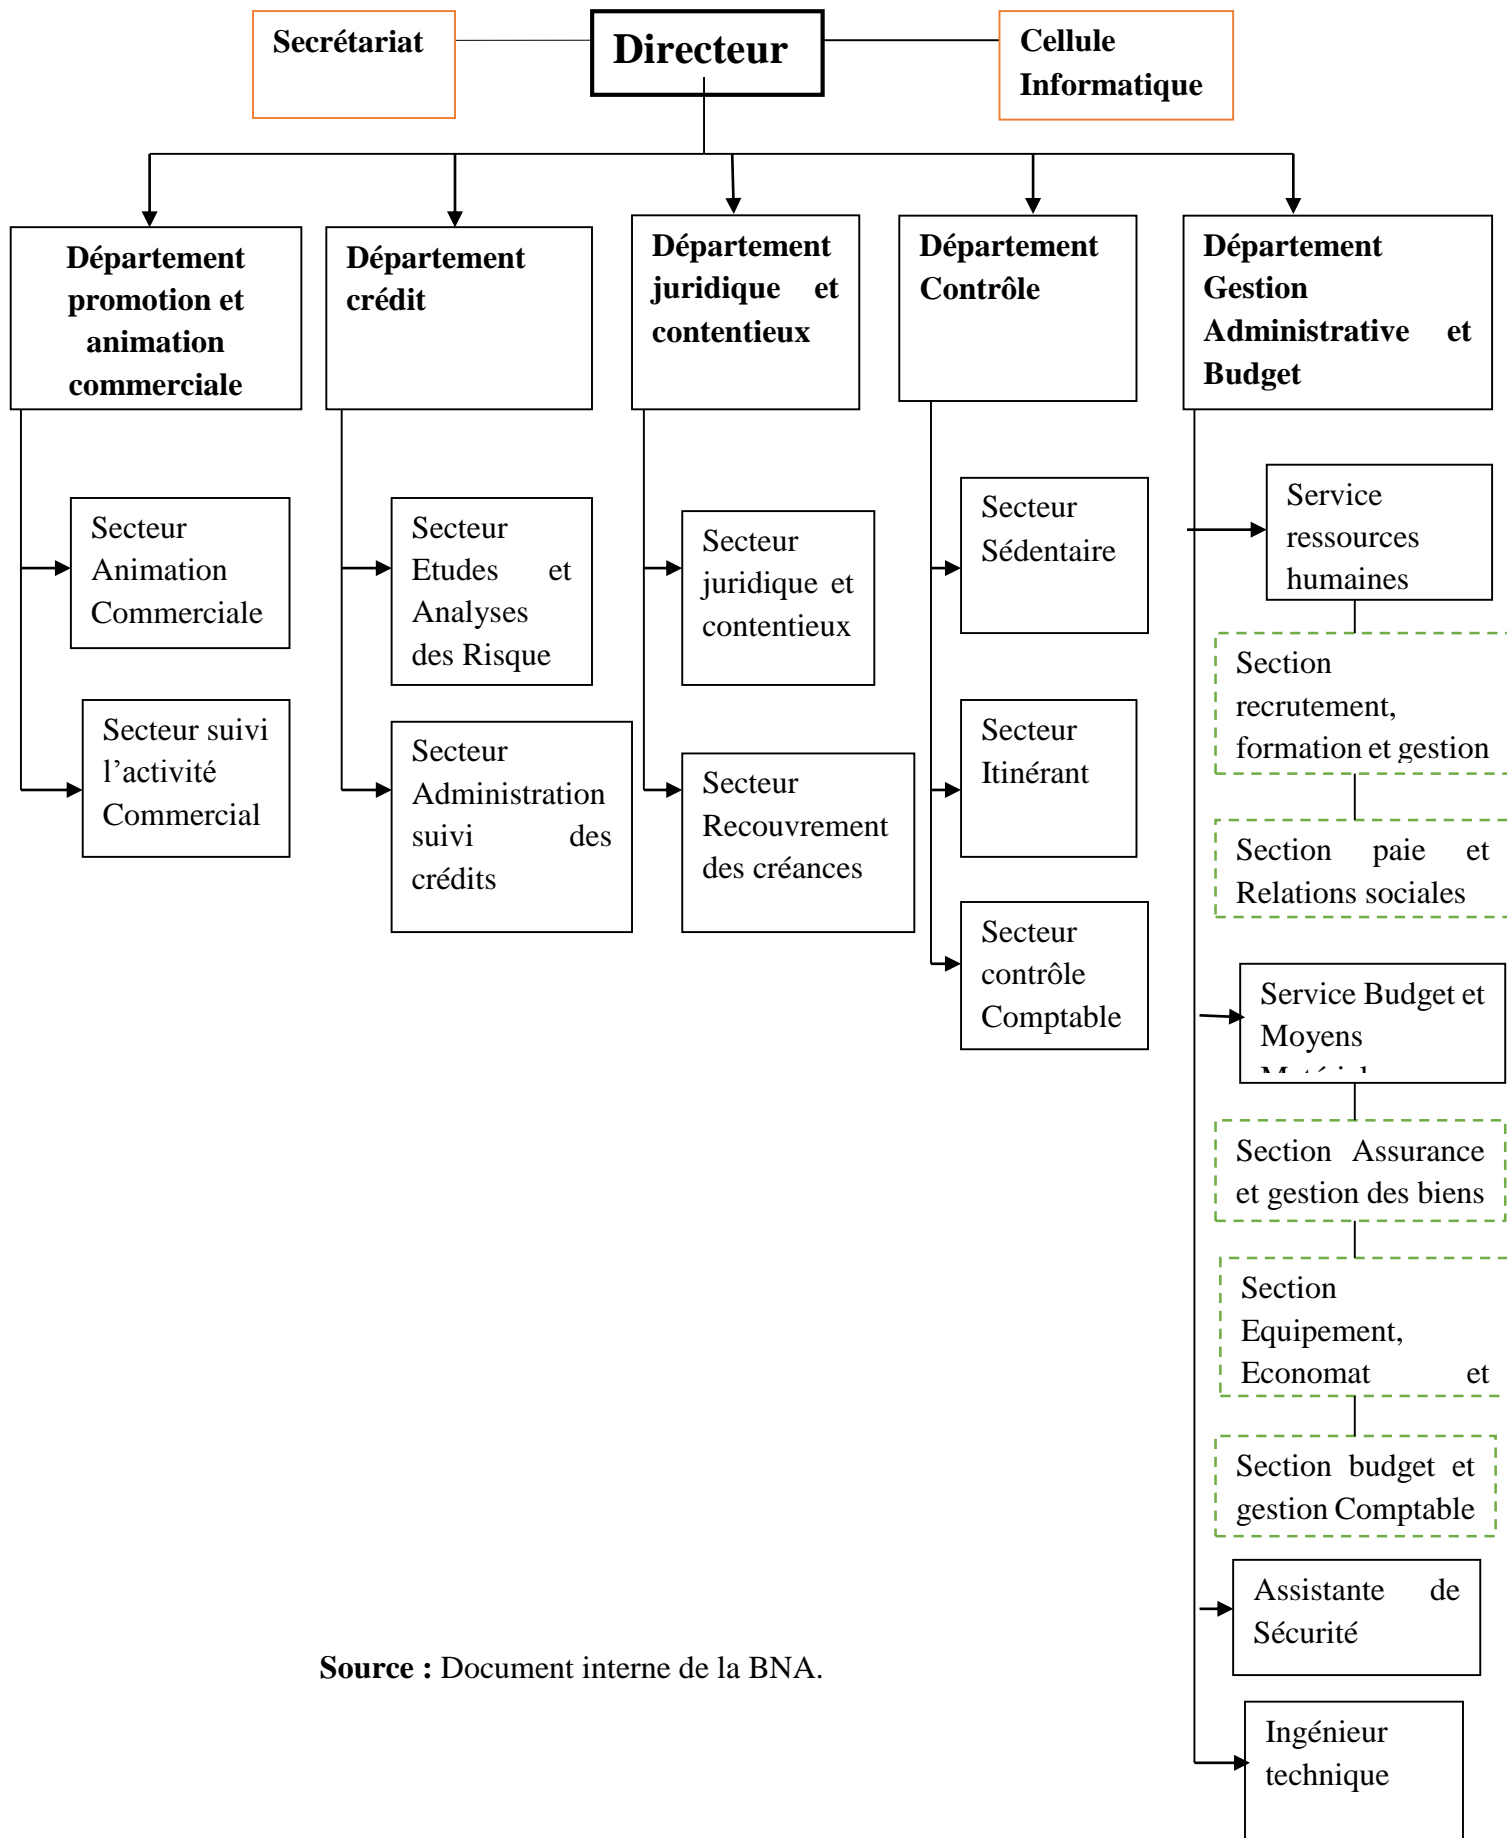 Secrétariat
Directeur
Cellule
Informatique
Département
promotion et
animation
commerciale
Département
crédit
Département
juridique et
contentieux
Département
Contrôle
Département
Gestion
Administrative et
Budget
Secteur
Animation
Commerciale
Secteur suivi
l’activité
Commercial
Secteur
Etudes et
Analyses
des Risque
Secteur
Administration
suivi des
crédits
Secteur
juridique et
contentieux
Secteur
Recouvrement
des créances
Secteur
Sédentaire
Secteur
Itinérant
Secteur
contrôle
Comptable
Service
ressources
humaines
Section
recrutement,
formation et gestion
Section paie et
Relations sociales
Service Budget et
Moyens
Section Assurance
et gestion des biens
Section
Equipement,
Economat et
Section budget et
gestion Comptable
Assistante de
Sécurité
Ingénieur
technique
Source : Document interne de la BNA.